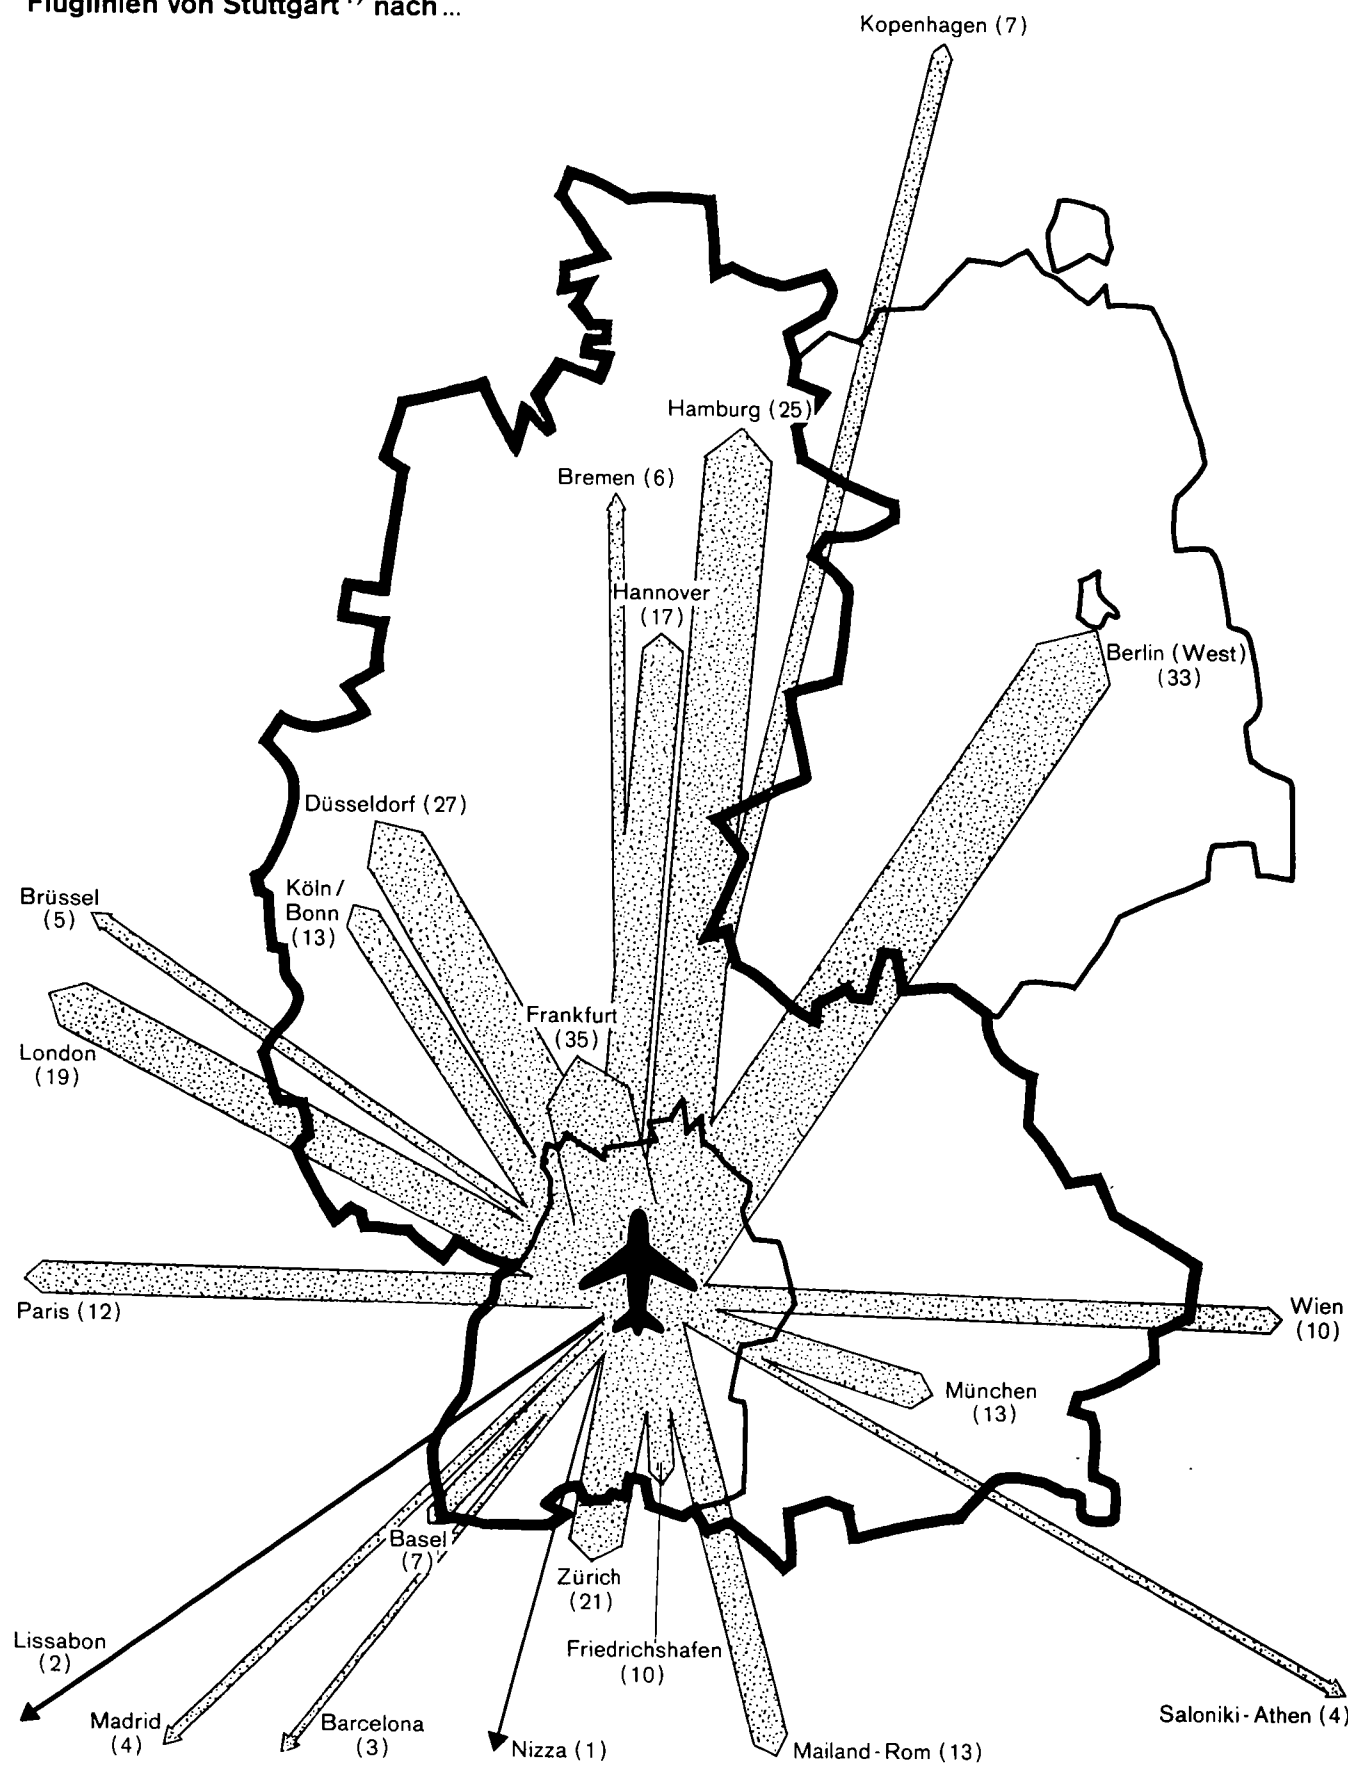 Fluglinien von Stuttgart ¹⁾ nach ...
Kopenhagen (7)
Hamburg (25)
Bremen (6)
Hannover
(17)
Berlin (West)
(33)
Düsseldorf (27)
Köln /
Bonn
(13)
Brüssel
(5)
Frankfurt
(35)
London
(19)
Paris (12)
Wien
(10)
München
(13)
Basel
(7)
Zürich
(21)
Friedrichshafen
(10)
Lissabon
(2)
Madrid
(4)
Barcelona
(3)
Nizza (1)
Mailand - Rom (13)
Saloniki - Athen (4)